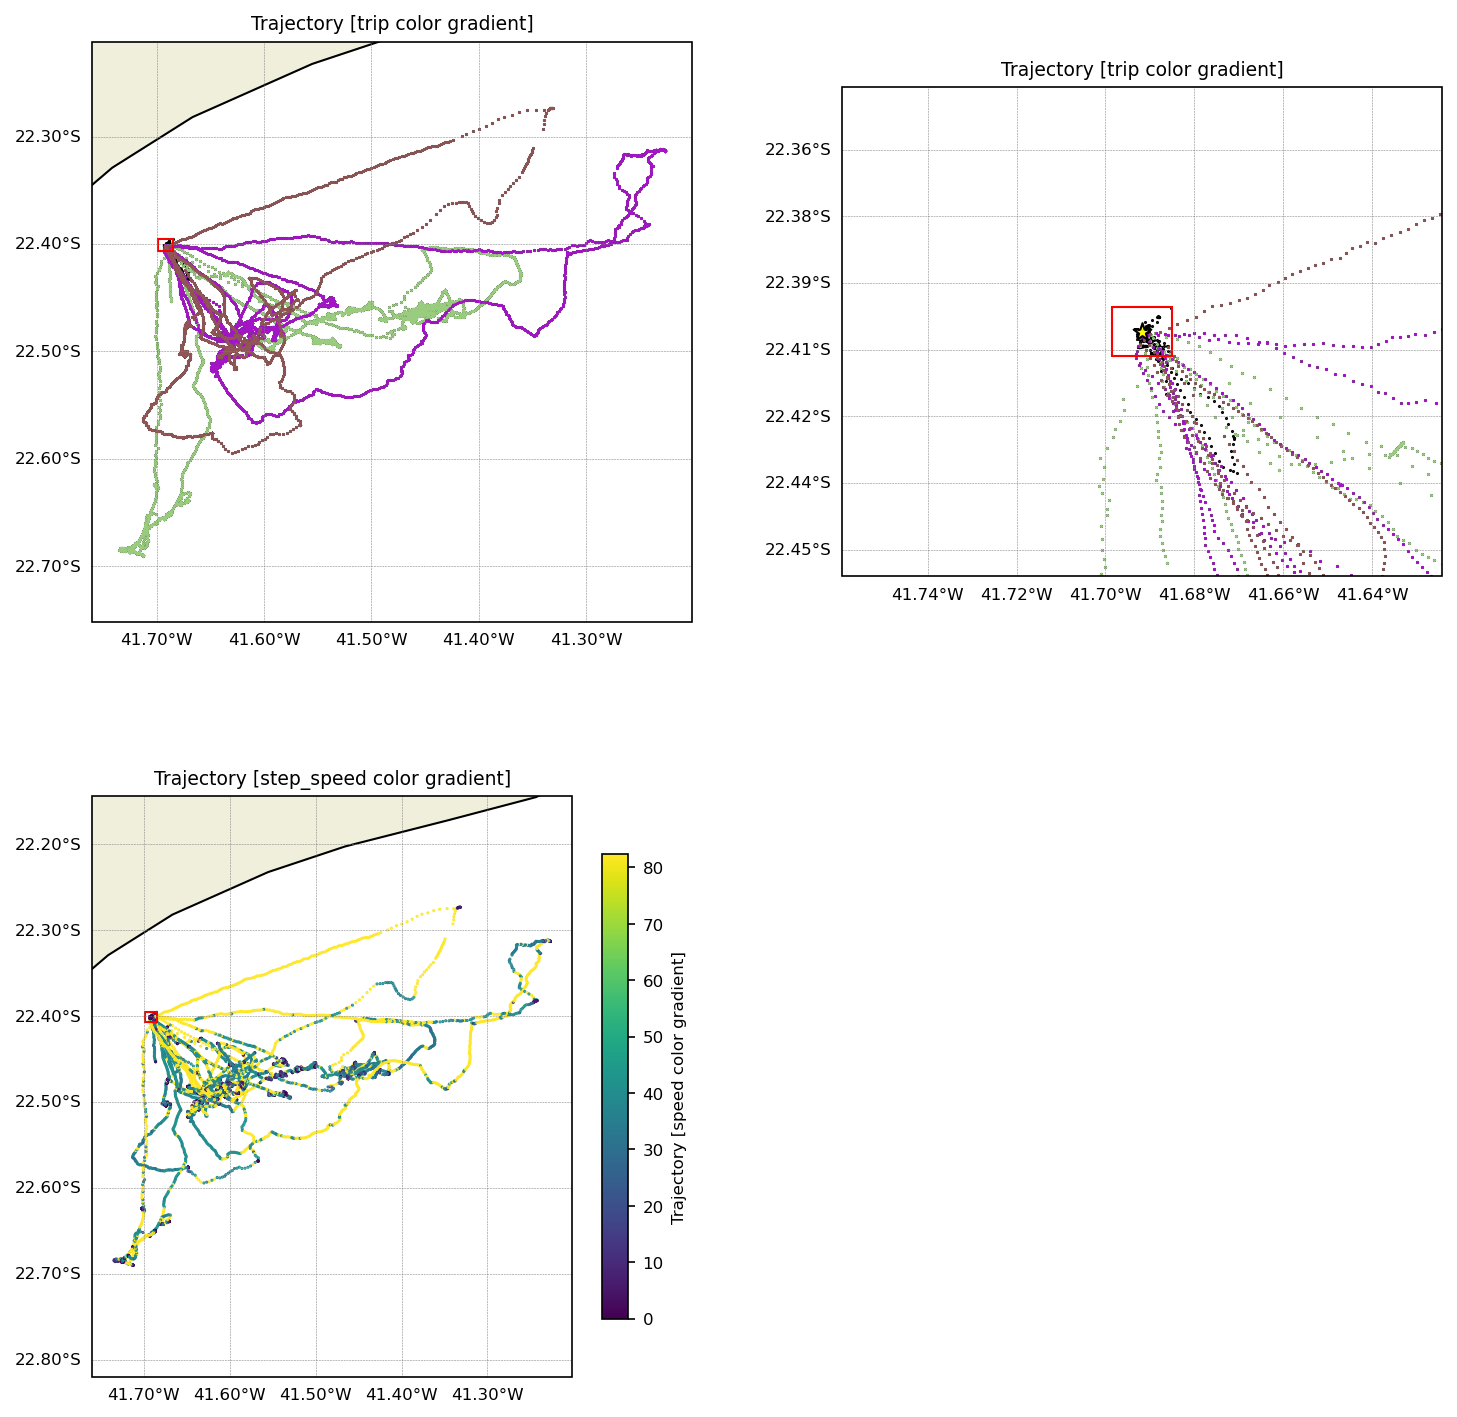 Trajectory [trip color gradient]
22.30°S
22.40°S
22.50°S
22.60°S
22.70°S
41.70°W 41.60°W 41.50°W 41.40°W 41.30°W
Trajectory [trip color gradient]
22.36°S
22.38°S
22.39°S
22.41°S
22.42°S
22.44°S
22.45°S
41.74°W 41.72°W 41.70°W 41.68°W 41.66°W 41.64°W
Trajectory [step_speed color gradient]
22.20°S
22.30°S
22.40°S
22.50°S
22.60°S
22.70°S
22.80°S
41.70°W 41.60°W 41.50°W 41.40°W 41.30°W
80
70
60
50
40
30
20
10
0
Trajectory [speed color gradient]